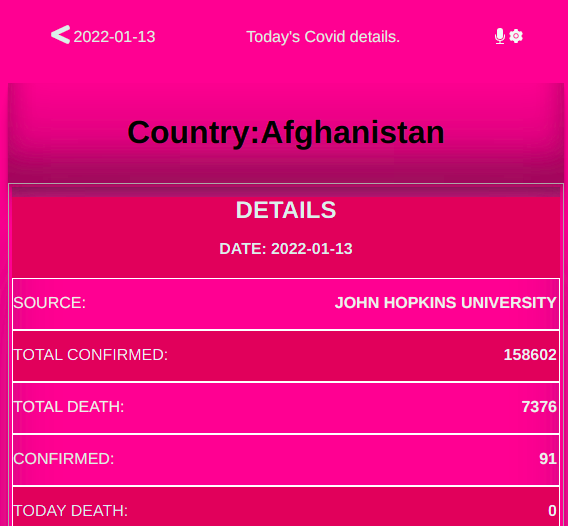 2022-01-13 Today's Covid details.
Country:Afghanistan
DETAILS
DATE: 2022-01-13
SOURCE: JOHN HOPKINS UNIVERSITY
TOTAL CONFIRMED: 158602
TOTAL DEATH: 7376
CONFIRMED: 91
TODAY DEATH: 0